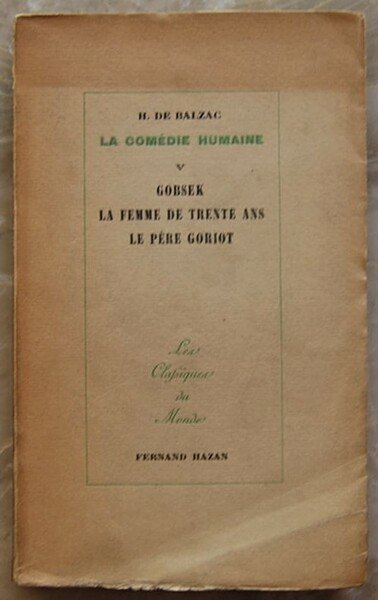 H. DE BALZAC
LA COMÉDIE HUMAINE
V
GOBSEK
LA FEMME DE TRENTE ANS
LE PÈRE GORIOT
Les
Classiques
du
Monde
FERNAND HAZAN